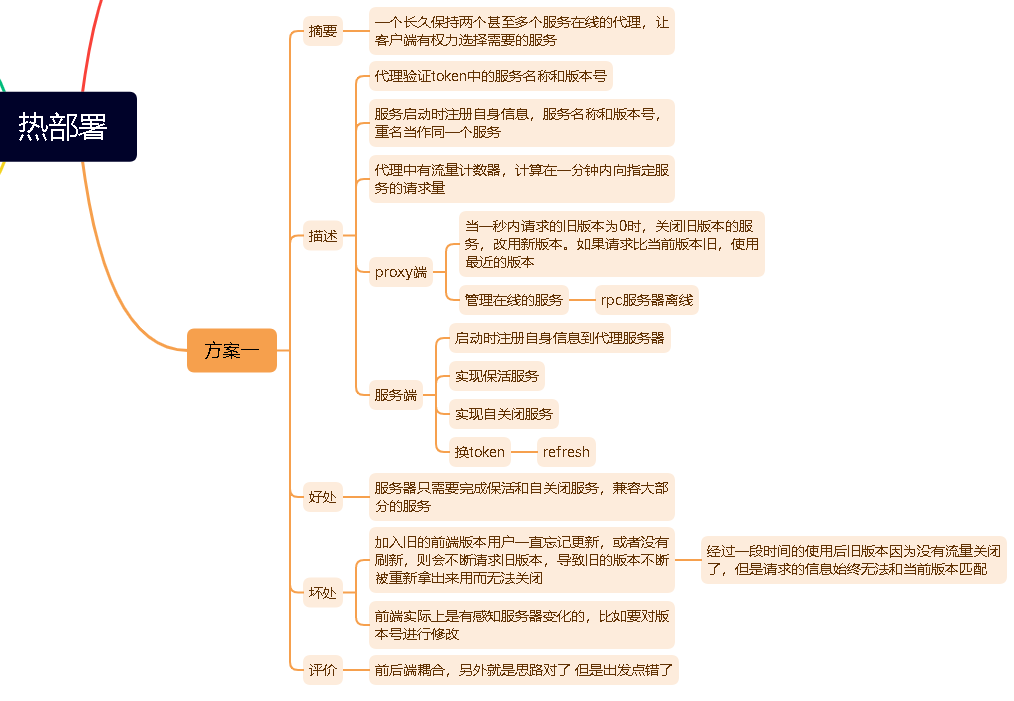 热部署
方案一
摘要
一个长久保持两个甚至多个服务在线的代理，让
客户端有权力选择需要的服务
描述
代理验证token中的服务名称和版本号
服务启动时注册自身信息，服务名称和版本号，
重名当作同一个服务
代理中有流量计数器，计算在一分钟内向指定服
务的请求量
proxy端
当一秒内请求的旧版本为0时，关闭旧版本的服
务，改用新版本。如果请求比当前版本旧，使用
最近的版本
管理在线的服务
rpc服务器离线
服务端
启动时注册自身信息到代理服务器
实现保活服务
实现自关闭服务
换token
refresh
好处
服务器只需要完成保活和自关闭服务，兼容大部
分的服务
坏处
加入旧的前端版本用户一直忘记更新，或者没有
刷新，则会不断请求旧版本，导致旧的版本不断
被重新拿出来用而无法关闭
经过一段时间的使用后旧版本因为没有流量关闭
了，但是请求的信息始终无法和当前版本匹配
前端实际上是有感知服务器变化的，比如要对版
本号进行修改
评价
前后端耦合，另外就是思路对了 但是出发点错了